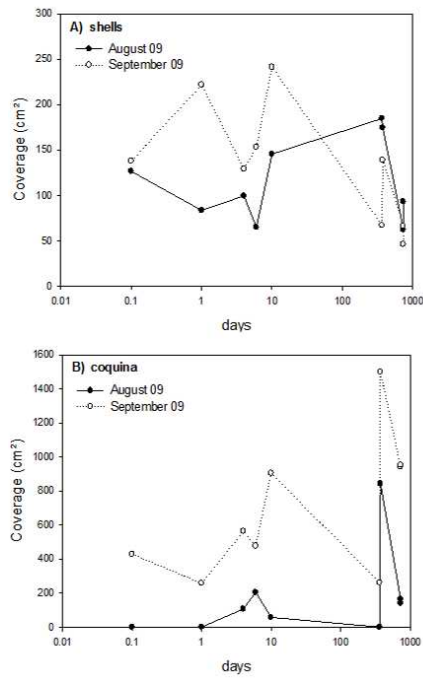 A) shells
August 09
September 09
300
250
200
150
100
50
0
Coverage (cm²)
0.01 0.1 1 10 100 1000
days
B) coquina
August 09
September 09
1600
1400
1200
1000
800
600
400
200
0
Coverage (cm²)
0.01 0.1 1 10 100 1000
days